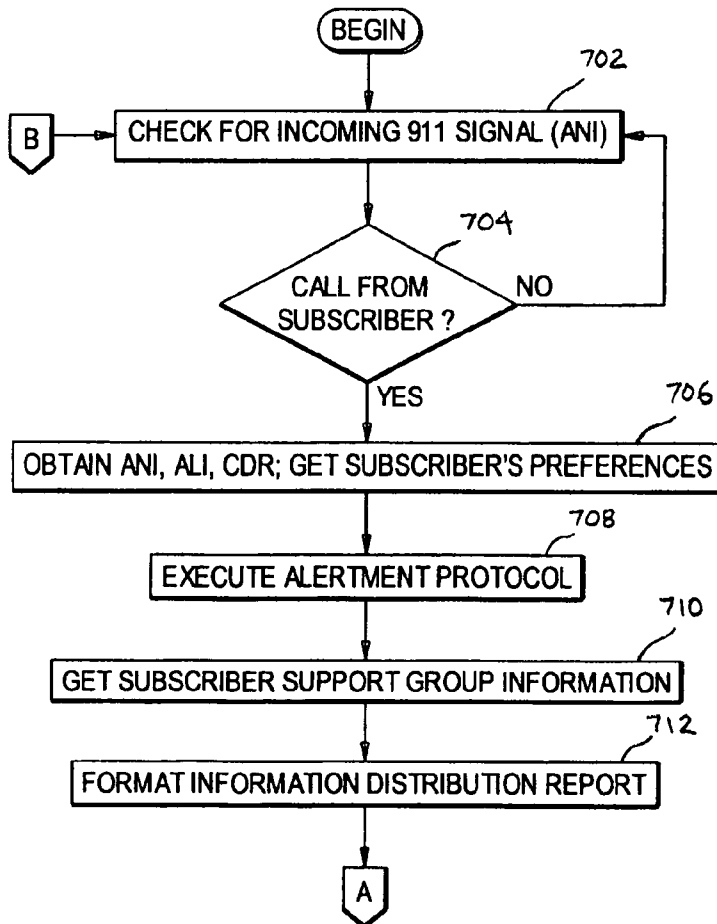 BEGIN
702
B
CHECK FOR INCOMING 911 SIGNAL (ANI)
704
CALL FROM
SUBSCRIBER ?
NO
YES
706
OBTAIN ANI, ALI, CDR; GET SUBSCRIBER'S PREFERENCES
708
EXECUTE ALERTMENT PROTOCOL
710
GET SUBSCRIBER SUPPORT GROUP INFORMATION
712
FORMAT INFORMATION DISTRIBUTION REPORT
A